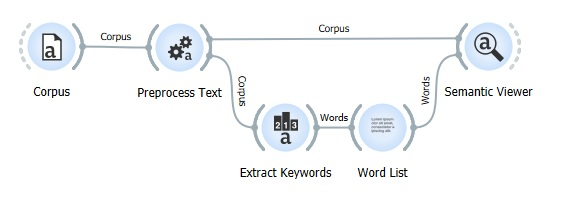 Corpus
Corpus
Corpus
Preprocess Text
Semantic Viewer
Corpus
Words
Words
Extract Keywords
Word List